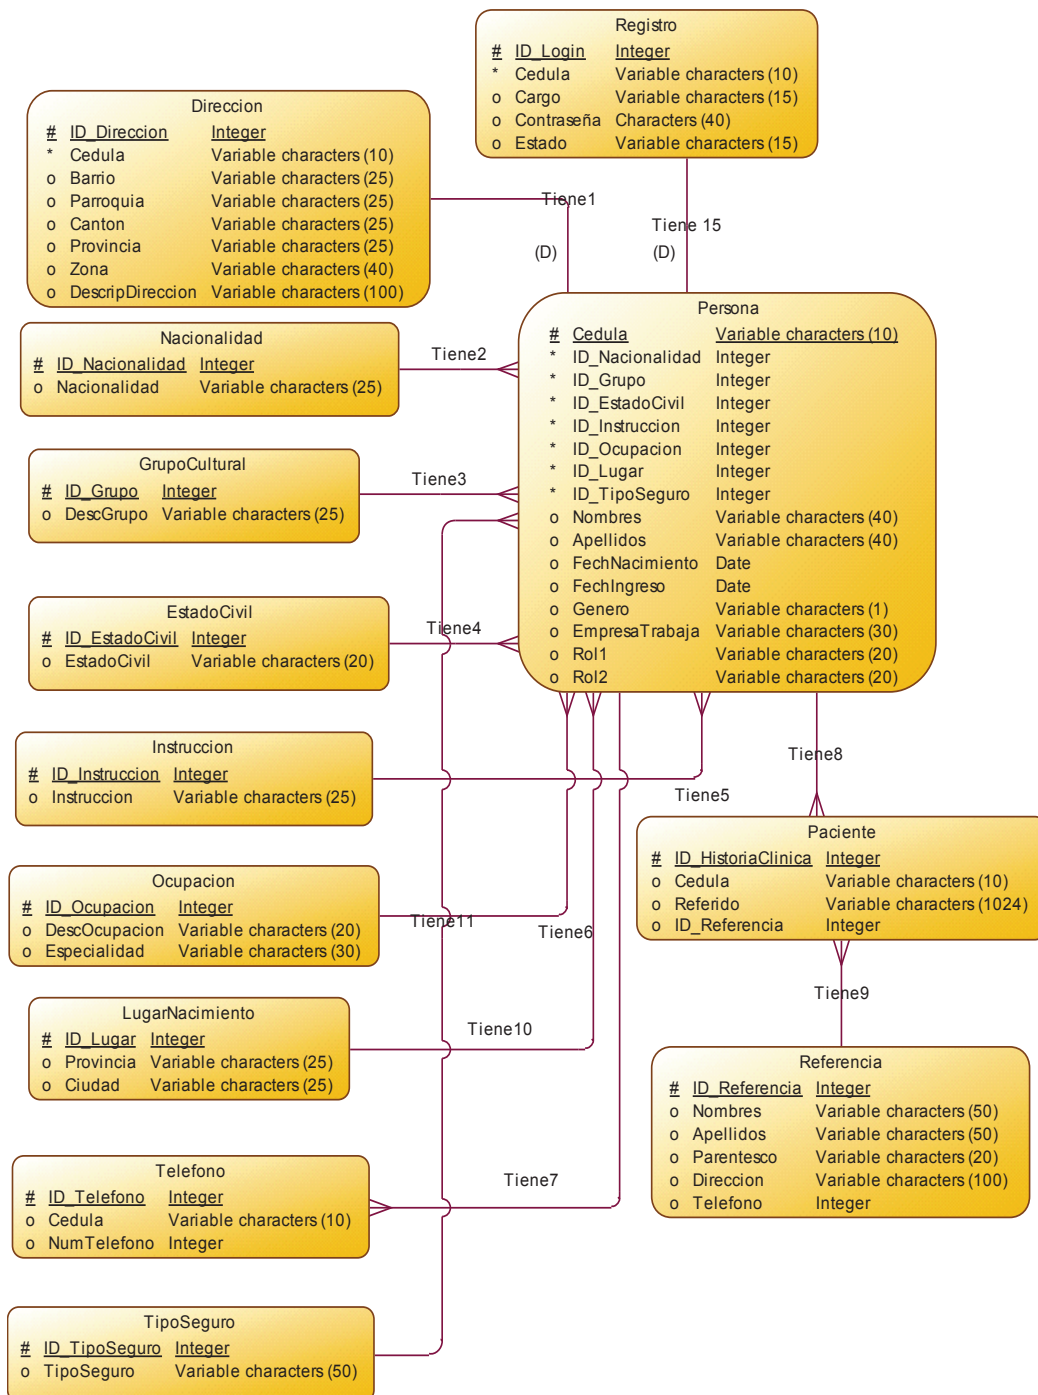 Registro
# ID_Login Integer
* Cedula Variable characters (10)
o Cargo Variable characters (15)
o Contraseña Characters (40)
o Estado Variable characters (15)
Direccion
# ID_Direccion Integer
* Cedula Variable characters (10)
o Barrio Variable characters (25)
o Parroquia Variable characters (25)
o Canton Variable characters (25)
o Provincia Variable characters (25)
o Zona Variable characters (40)
o DescripDireccion Variable characters (100)
Tiene1
(D)
Tiene 15
(D)
Persona
# Cedula Variable characters (10)
* ID_Nacionalidad Integer
* ID_Grupo Integer
* ID_EstadoCivil Integer
* ID_Instruccion Integer
* ID_Ocupacion Integer
* ID_Lugar Integer
* ID_TipoSeguro Integer
o Nombres Variable characters (40)
o Apellidos Variable characters (40)
o FechNacimiento Date
o FechIngreso Date
o Genero Variable characters (1)
o EmpresaTrabaja Variable characters (30)
o Rol1 Variable characters (20)
o Rol2 Variable characters (20)
Nacionalidad
# ID_Nacionalidad Integer
o Nacionalidad Variable characters (25)
Tiene2
GrupoCultural
# ID_Grupo Integer
o DescGrupo Variable characters (25)
Tiene3
EstadoCivil
# ID_EstadoCivil Integer
o EstadoCivil Variable characters (20)
Tiene4
Instruccion
# ID_Instruccion Integer
o Instruccion Variable characters (25)
Tiene5
Tiene8
Paciente
# ID_HistoriaClinica Integer
o Cedula Variable characters (10)
o Referido Variable characters (1024)
o ID_Referencia Integer
Ocupacion
# ID_Ocupacion Integer
o DescOcupacion Variable characters (20)
o Especialidad Variable characters (30)
Tiene11
Tiene6
Tiene9
LugarNacimiento
# ID_Lugar Integer
o Provincia Variable characters (25)
o Ciudad Variable characters (25)
Tiene10
Referencia
# ID_Referencia Integer
o Nombres Variable characters (50)
o Apellidos Variable characters (50)
o Parentesco Variable characters (20)
o Direccion Variable characters (100)
o Telefono Integer
Telefono
# ID_Telefono Integer
o Cedula Variable characters (10)
o NumTelefono Integer
Tiene7
TipoSeguro
# ID_TipoSeguro Integer
o TipoSeguro Variable characters (50)